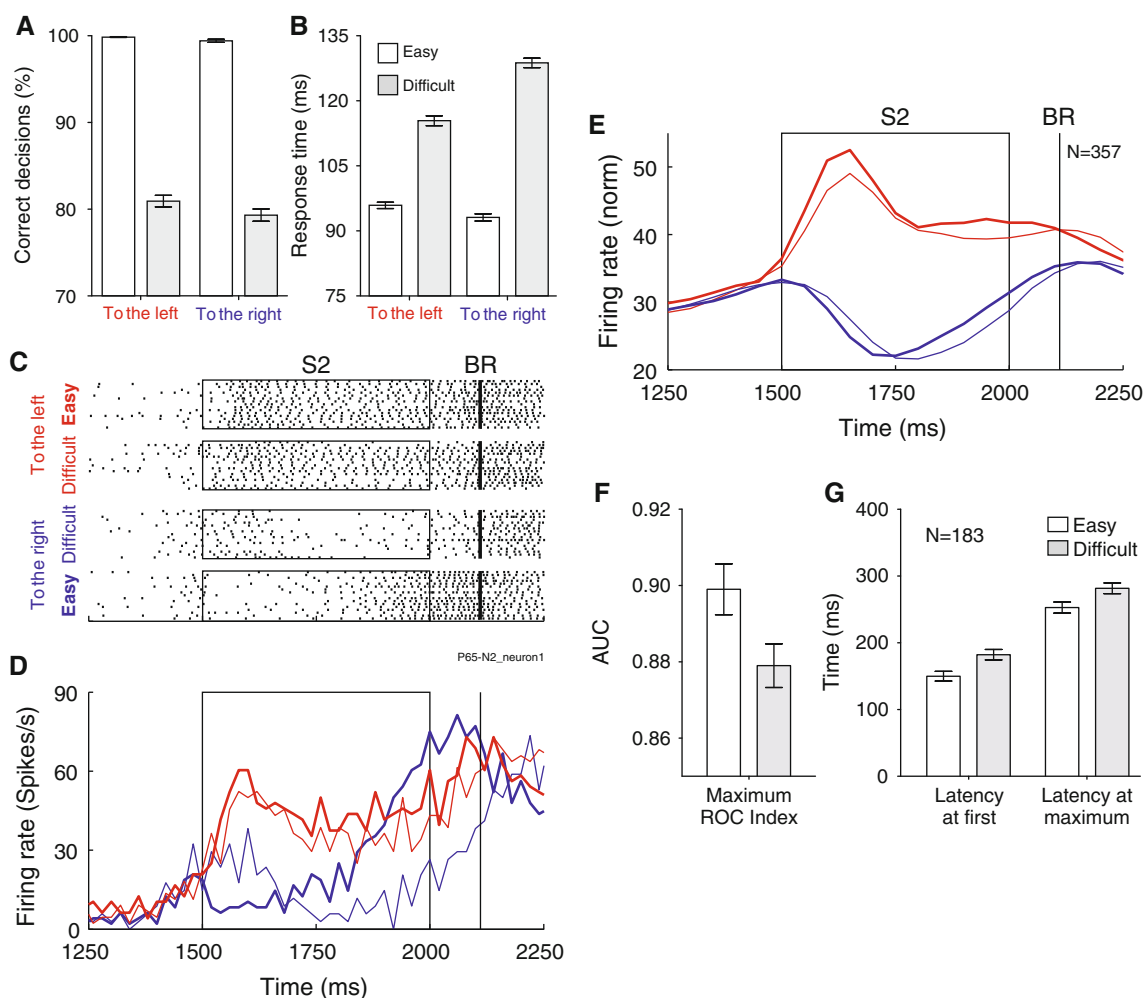 A
Correct decisions (%)
100
90
80
70
To the left
To the right
B
Response time (ms)
135
120
105
90
75
Easy
Difficult
To the left
To the right
C
S2
BR
To the left
Easy
Difficult
To the right
Difficult
Easy
P65-N2_neuron1
D
Firing rate (Spikes/s)
90
60
30
0
1250
1500
1750
2000
2250
Time (ms)
E
S2
BR
N=357
Firing rate (norm)
50
40
30
20
1250
1500
1750
2000
2250
Time (ms)
F
AUC
0.92
0.90
0.88
0.86
Maximum
ROC Index
G
N=183
Easy
Difficult
Time (ms)
400
300
200
100
0
Latency
at first
Latency at
maximum